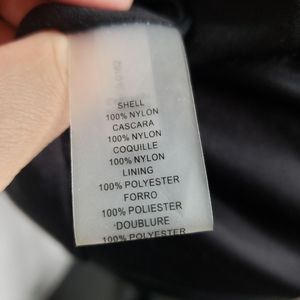 SHELL
100% NYLON
CASCARA
100% NYLON
COQUILLE
100% NYLON
LINING
100% POLYESTER
FORRO
100% POLIESTER
DOUBLURE
100% POLYESTER